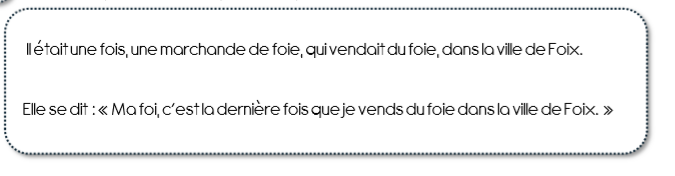 Il était une fois, une marchande de foie, qui vendait du foie, dans la ville de Foix.
Elle se dit : « Ma foi, c'est la dernière fois que je vends du foie dans la ville de Foix. »